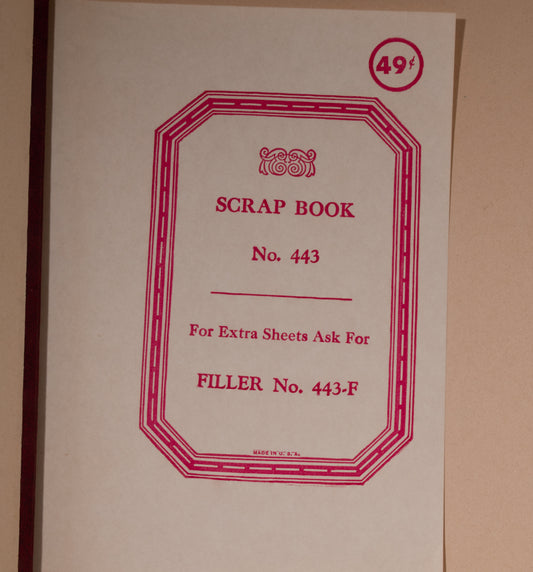 49¢
SCRAP BOOK
No. 443
For Extra Sheets Ask For
FILLER No. 443-F
MADE IN U. S. A.